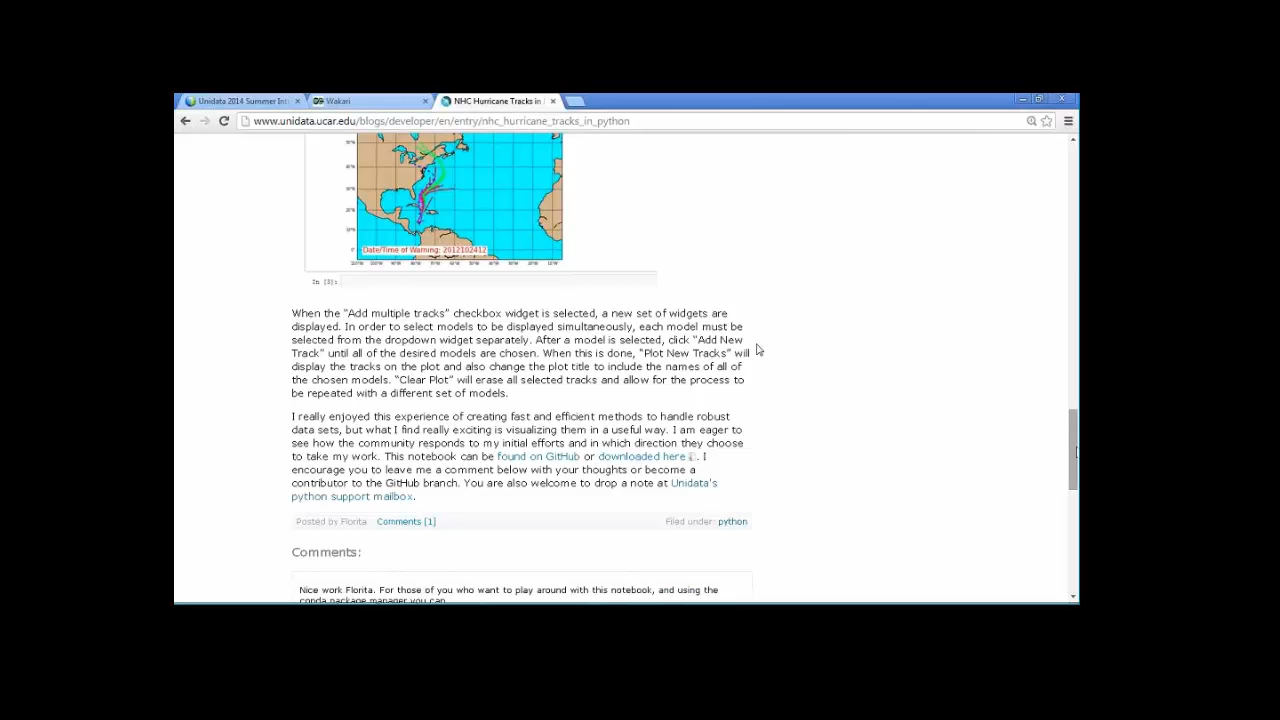 Unidata 2014 Summer Int
Wakari
NHC Hurricane Tracks in
www.unidata.ucar.edu/blogs/developer/en/entry/nhc_hurricane_tracks_in_python
Date/Time of Warning: 2012102412
In [3]:
When the "Add multiple tracks" checkbox widget is selected, a new set of widgets are
displayed. In order to select models to be displayed simultaneously, each model must be
selected from the dropdown widget separately. After a model is selected, click "Add New
Track" until all of the desired models are chosen. When this is done, "Plot New Tracks" will
display the tracks on the plot and also change the plot title to include the names of all of
the chosen models. "Clear Plot" will erase all selected tracks and allow for the process to
be repeated with a different set of models.
I really enjoyed this experience of creating fast and efficient methods to handle robust
data sets, but what I find really exciting is visualizing them in a useful way. I am eager to
see how the community responds to my initial efforts and in which direction they choose
to take my work. This notebook can be found on GitHub or downloaded here. I
encourage you to leave me a comment below with your thoughts or become a
contributor to the GitHub branch. You are also welcome to drop a note at Unidata's
python support mailbox.
Posted by Florita Comments [1] Filed under: python
Comments:
Nice work Florita. For those of you who want to play around with this notebook, and using the
conda package manager you can